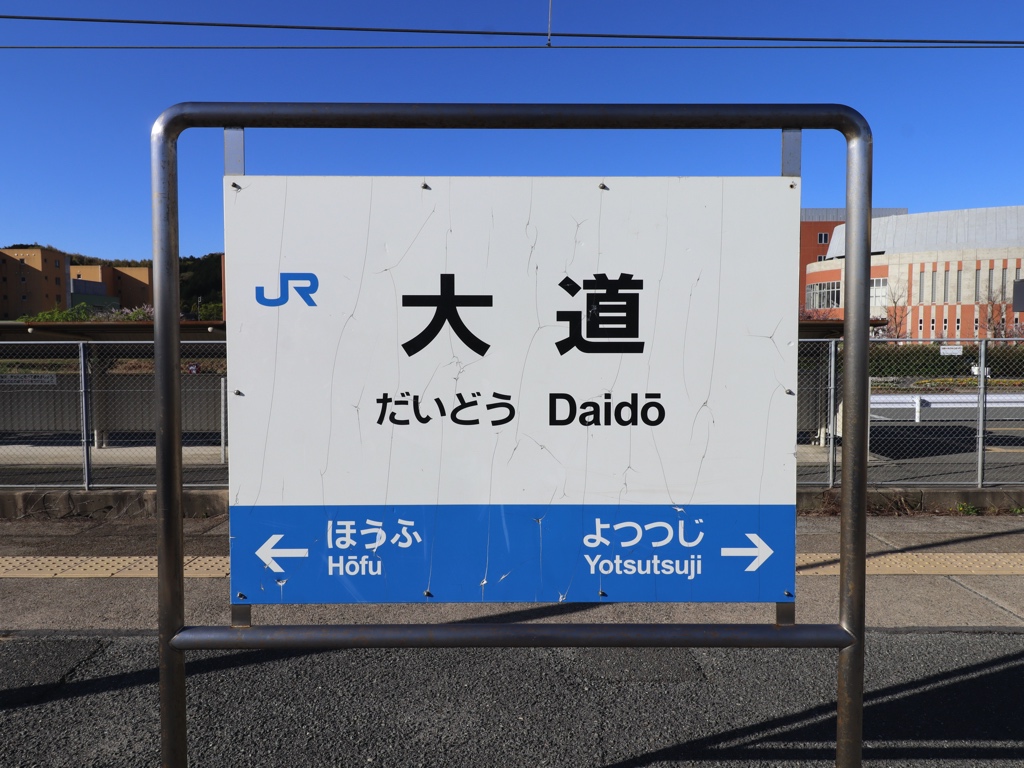 JR
大道
だいどう Daidō
ほうふ
Hōfu
よつつじ
Yotsutsuji